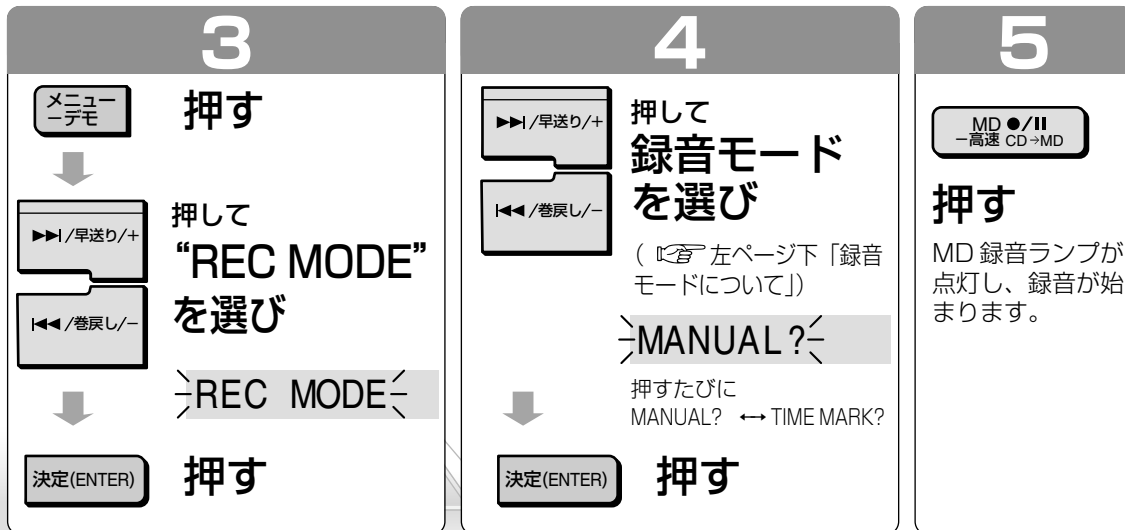 3
メニュー
－デモ
押す
▶▶I/早送り/+
I◀◀/巻戻し/−
押して
“REC MODE”
を選び
REC MODE
決定(ENTER)
押す
4
▶▶I/早送り/+
I◀◀/巻戻し/−
押して
録音モード
を選び
（☞左ページ下「録音
モードについて」）
MANUAL?
押すたびに
MANUAL? ←→ TIME MARK?
決定(ENTER)
押す
5
MD ●/II
－高速 CD→MD
押す
MD 録音ランプが
点灯し、録音が始
まります。